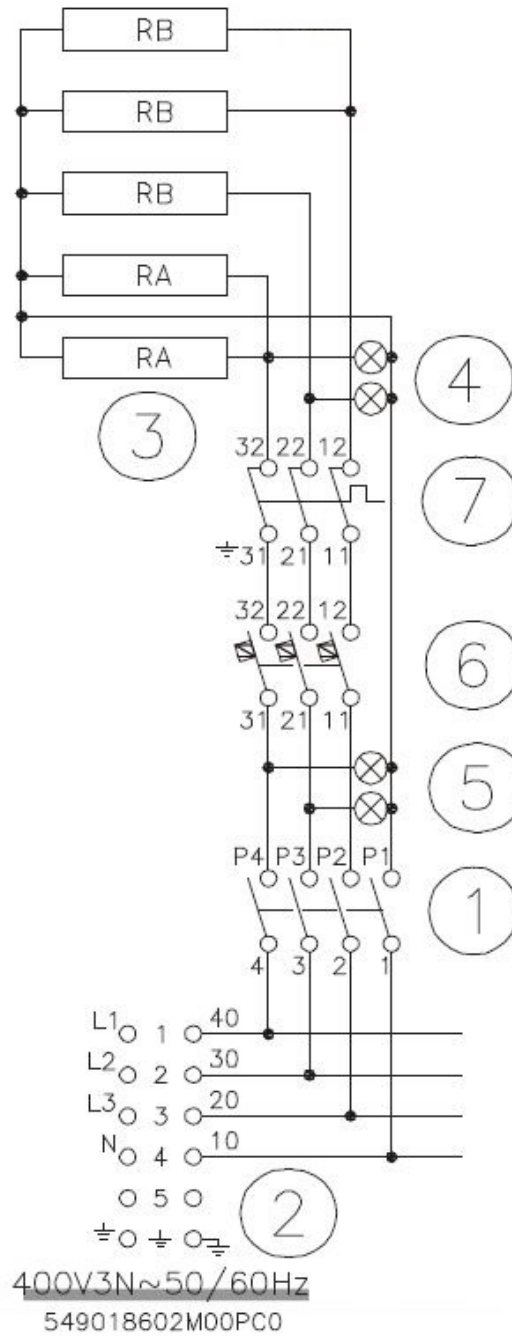 RB
RB
RB
RA
RA
3
4
32 22 12
7
31 21 11
32 22 12
6
31 21 11
5
P4 P3 P2 P1
1
4 3 2 1
L1 1 40
L2 2 30
L3 3 20
N 4 10
5
2
400V3N~50/60Hz
549018602M00PC0